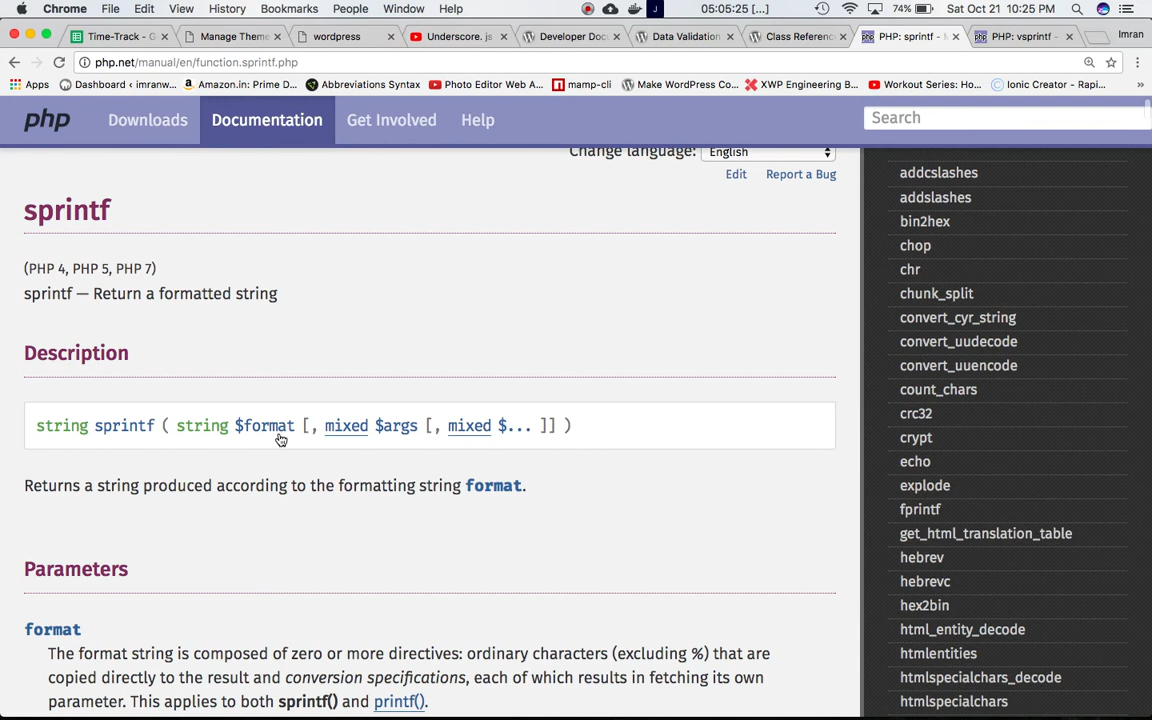 Chrome File Edit View History Bookmarks People Window Help 05:05:25 [...] 74% Sat Oct 21 10:25 PM
Time-Track - G Manage Theme wordpress Underscore. js Developer Doc Data Validation Class Reference PHP: sprintf - M PHP: vsprintf - Imran
php.net/manual/en/function.sprintf.php
Apps Dashboard ‹ imranw... Amazon.in: Prime D... Abbreviations Syntax Photo Editor Web A... mamp-cli Make WordPress Co... XWP Engineering B... Workout Series: Ho... Ionic Creator - Rapi... »
php Downloads Documentation Get Involved Help Search
Change language: English
Edit Report a Bug
sprintf
(PHP 4, PHP 5, PHP 7)
sprintf — Return a formatted string
Description
string sprintf ( string $format [, mixed $args [, mixed $... ]] )
Returns a string produced according to the formatting string format.
Parameters
format
The format string is composed of zero or more directives: ordinary characters (excluding %) that are
copied directly to the result and conversion specifications, each of which results in fetching its own
parameter. This applies to both sprintf() and printf().
addcslashes
addslashes
bin2hex
chop
chr
chunk_split
convert_cyr_string
convert_uudecode
convert_uuencode
count_chars
crc32
crypt
echo
explode
fprintf
get_html_translation_table
hebrev
hebrevc
hex2bin
html_entity_decode
htmlentities
htmlspecialchars_decode
htmlspecialchars